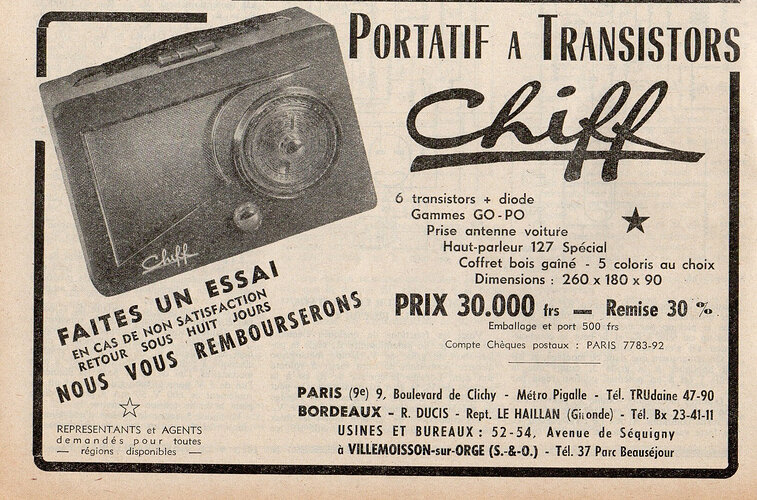 PORTATIF A TRANSISTORS
Chiff
6 transistors + diode
Gammes GO - PO
Prise antenne voiture
Haut-parleur 127 Spécial
Coffret bois gaîné - 5 coloris au choix
Dimensions : 260 x 180 x 90
PRIX 30.000 frs — Remise 30 %
Emballage et port 500 frs
Compte Chèques postaux : PARIS 7783-92
Chiff
FAITES UN ESSAI
EN CAS DE NON SATISFACTION
RETOUR SOUS HUIT JOURS
NOUS VOUS REMBOURSERONS
REPRESENTANTS et AGENTS
demandés pour toutes
— régions disponibles —
PARIS (9e) 9, Boulevard de Clichy - Métro Pigalle - Tél. TRUdaine 47-90
BORDEAUX - R. DUCIS - Rept. LE HAILLAN (Gironde) - Tél. Bx 23-41-11
USINES ET BUREAUX : 52-54, Avenue de Séquigny
à VILLEMOISSON-sur-ORGE (S.-&-O.) - Tél. 37 Parc Beauséjour